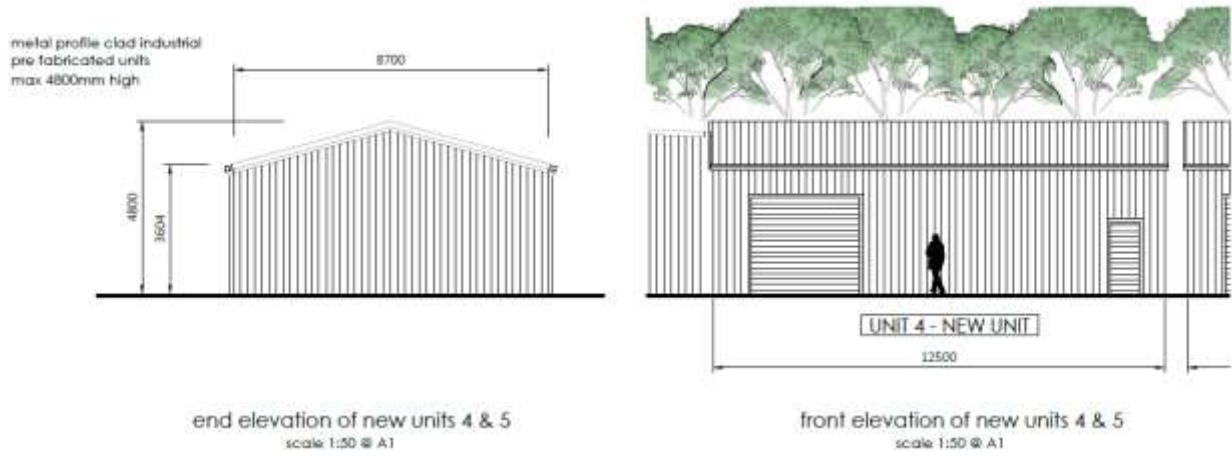 metal profile clad industrial
pre fabricated units
max 4800mm high
8700
4800
3604
end elevation of new units 4 & 5
scale 1:50 @ A1
UNIT 4 - NEW UNIT
12500
front elevation of new units 4 & 5
scale 1:50 @ A1